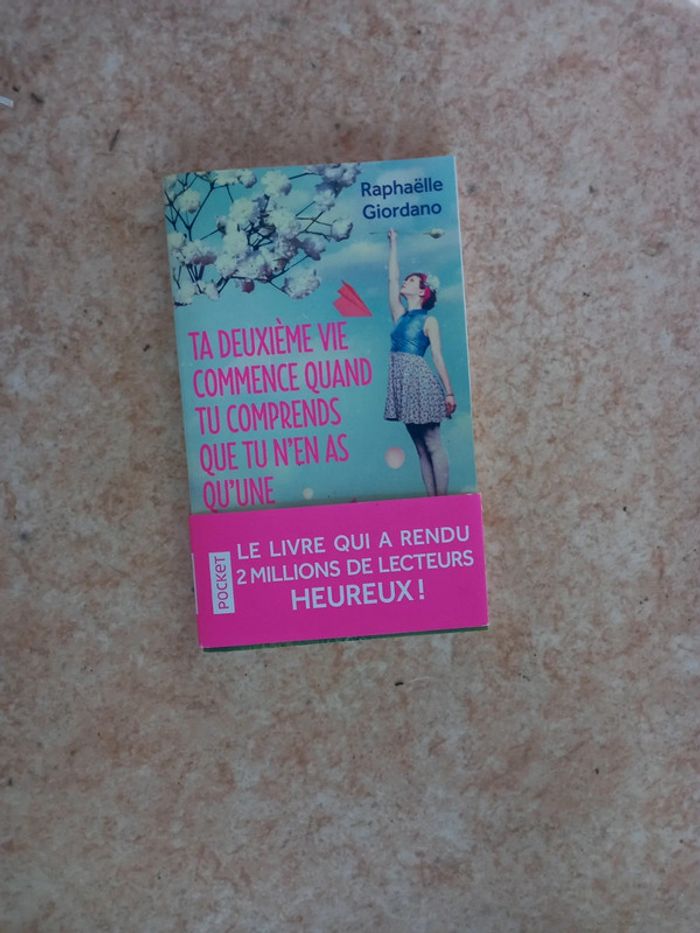 Raphaëlle
Giordano
TA DEUXIÈME VIE
COMMENCE QUAND
TU COMPRENDS
QUE TU N'EN AS
QU'UNE
POCKET
LE LIVRE QUI A RENDU
2 MILLIONS DE LECTEURS
HEUREUX !